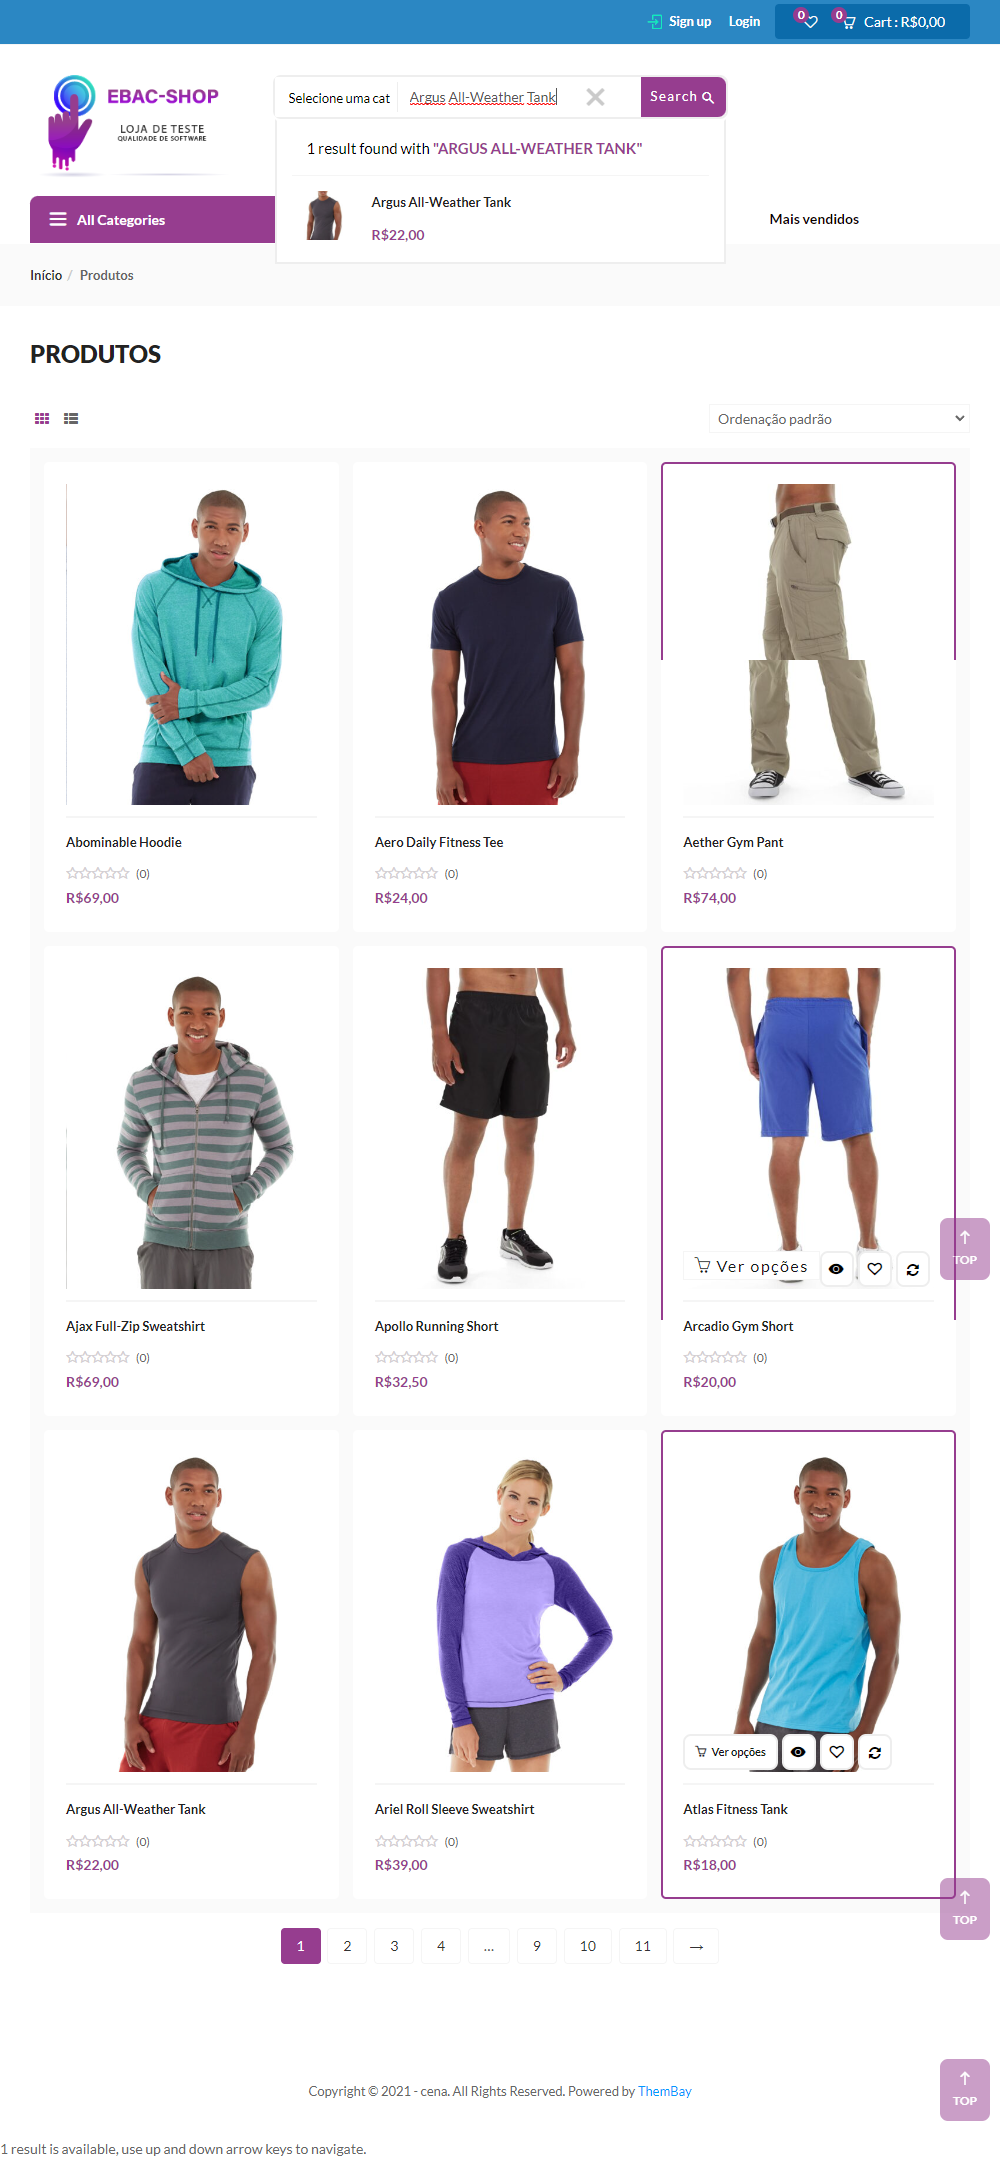 Sign up
Login
0
0
Cart : R$0,00
EBAC-SHOP
LOJA DE TESTE
QUALIDADE DE SOFTWARE
Selecione uma cat
Argus All-Weather Tank
Search
1 result found with "ARGUS ALL-WEATHER TANK"
Argus All-Weather Tank
R$22,00
All Categories
Mais vendidos
Início / Produtos
PRODUTOS
Ordenação padrão
Abominable Hoodie
(0)
R$69,00
Aero Daily Fitness Tee
(0)
R$24,00
Aether Gym Pant
(0)
R$74,00
Ajax Full-Zip Sweatshirt
(0)
R$69,00
Apollo Running Short
(0)
R$32,50
Ver opções
Arcadio Gym Short
(0)
R$20,00
TOP
Argus All-Weather Tank
(0)
R$22,00
Ariel Roll Sleeve Sweatshirt
(0)
R$39,00
Ver opções
Atlas Fitness Tank
(0)
R$18,00
TOP
1 2 3 4 ... 9 10 11 →
Copyright © 2021 - cena. All Rights Reserved. Powered by ThemBay
TOP
1 result is available, use up and down arrow keys to navigate.